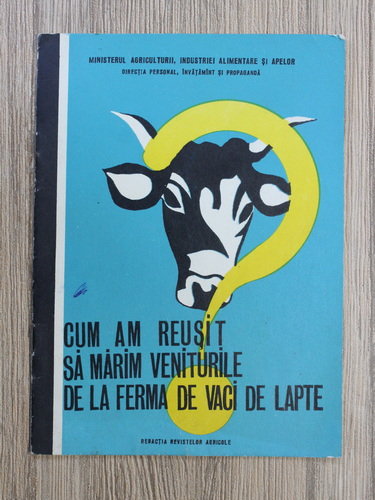 MINISTERUL AGRICULTURII, INDUSTRIEI ALIMENTARE ȘI APELOR
DIRECȚIA PERSONAL, ÎNVĂȚĂMÎNT ȘI PROPAGANDĂ
CUM AM REUȘIT
SĂ MĂRIM VENITURILE
DE LA FERMA DE VACI DE LAPTE
REDACȚIA REVISTELOR AGRICOLE